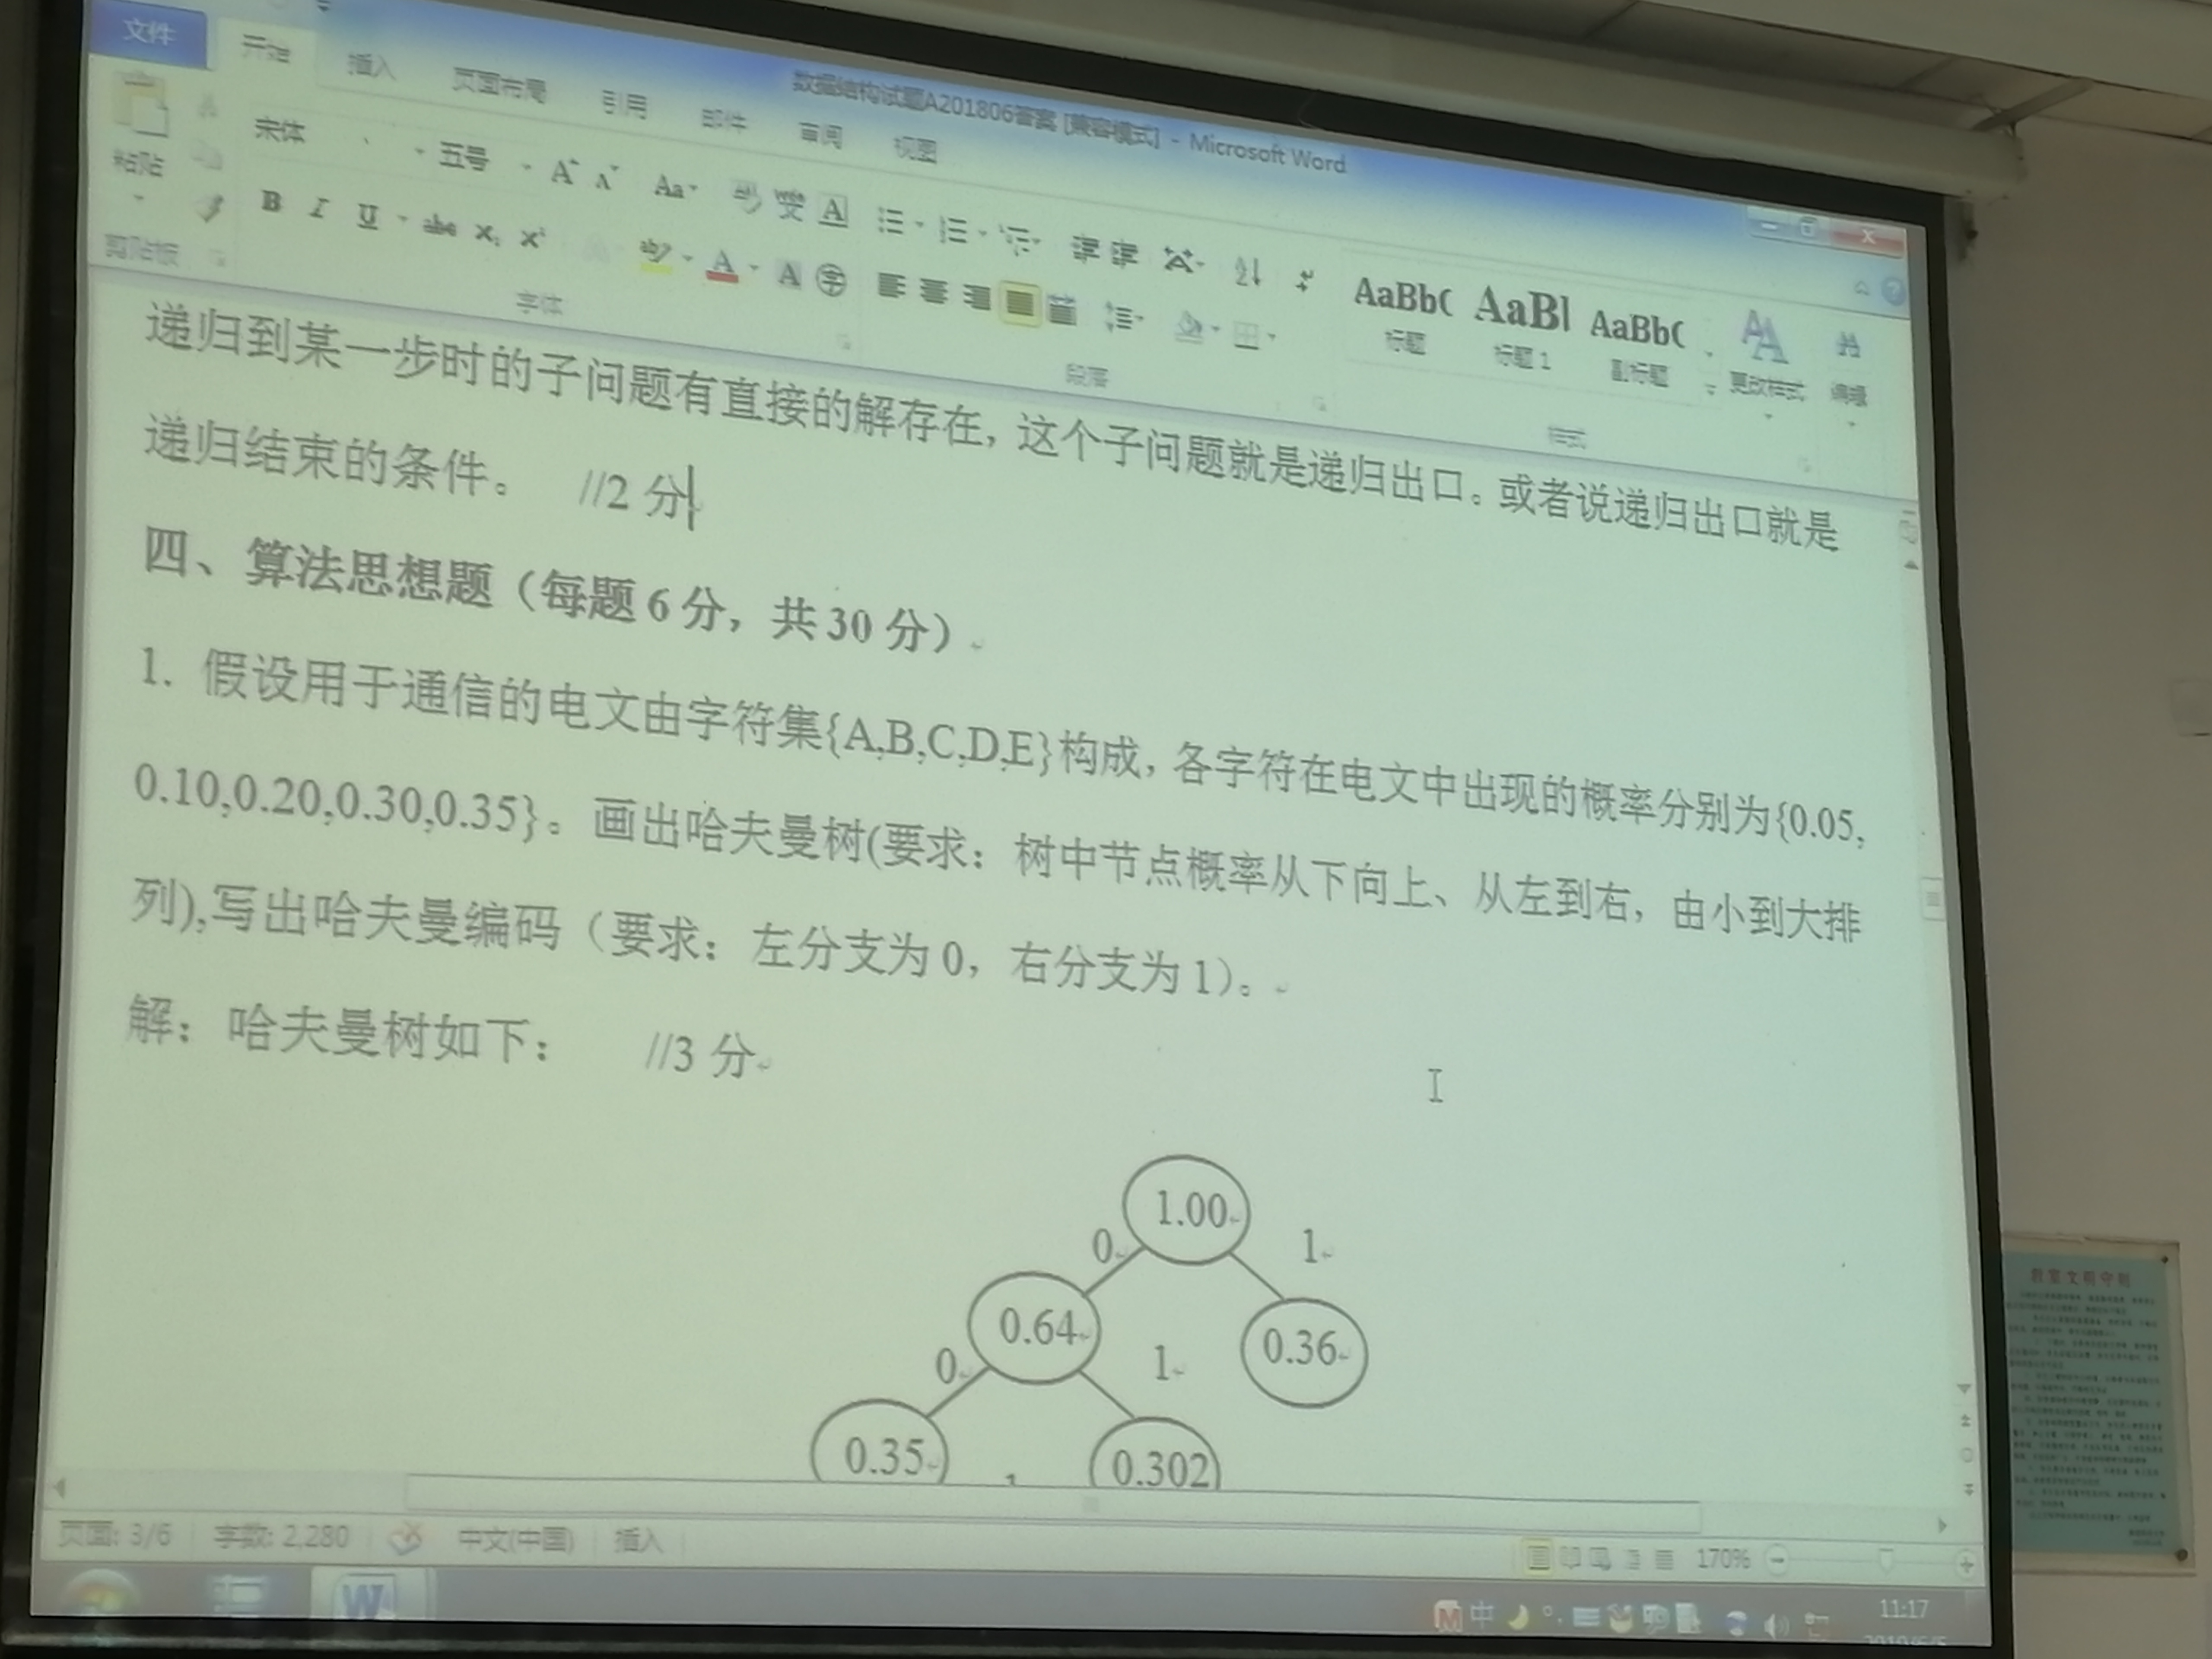 数据结构试题A201806答案 [兼容模式] - Microsoft Word
文件 开始 插入 页面布局 引用 邮件 审阅 视图
宋体 五号
粘贴
剪贴板 字体 段落 样式
AaBbC AaBl AaBbC
标题 标题 1 副标题 更改样式 编辑
递归到某一步时的子问题有直接的解存在，这个子问题就是递归出口。或者说递归出口就是
递归结束的条件。 //2 分
四、算法思想题（每题 6 分，共 30 分）
1. 假设用于通信的电文由字符集{A,B,C,D,E}构成，各字符在电文中出现的概率分别为{0.05,
0.10,0.20,0.30,0.35}。画出哈夫曼树(要求：树中节点概率从下向上、从左到右，由小到大排
列),写出哈夫曼编码（要求：左分支为 0，右分支为 1）。
解：哈夫曼树如下： //3 分
1.00
0 1
0.64 0.36
0 1
0.35 0.302
页面: 3/6 字数: 2,280 中文(中国) 插入 170%
W
中
11:17